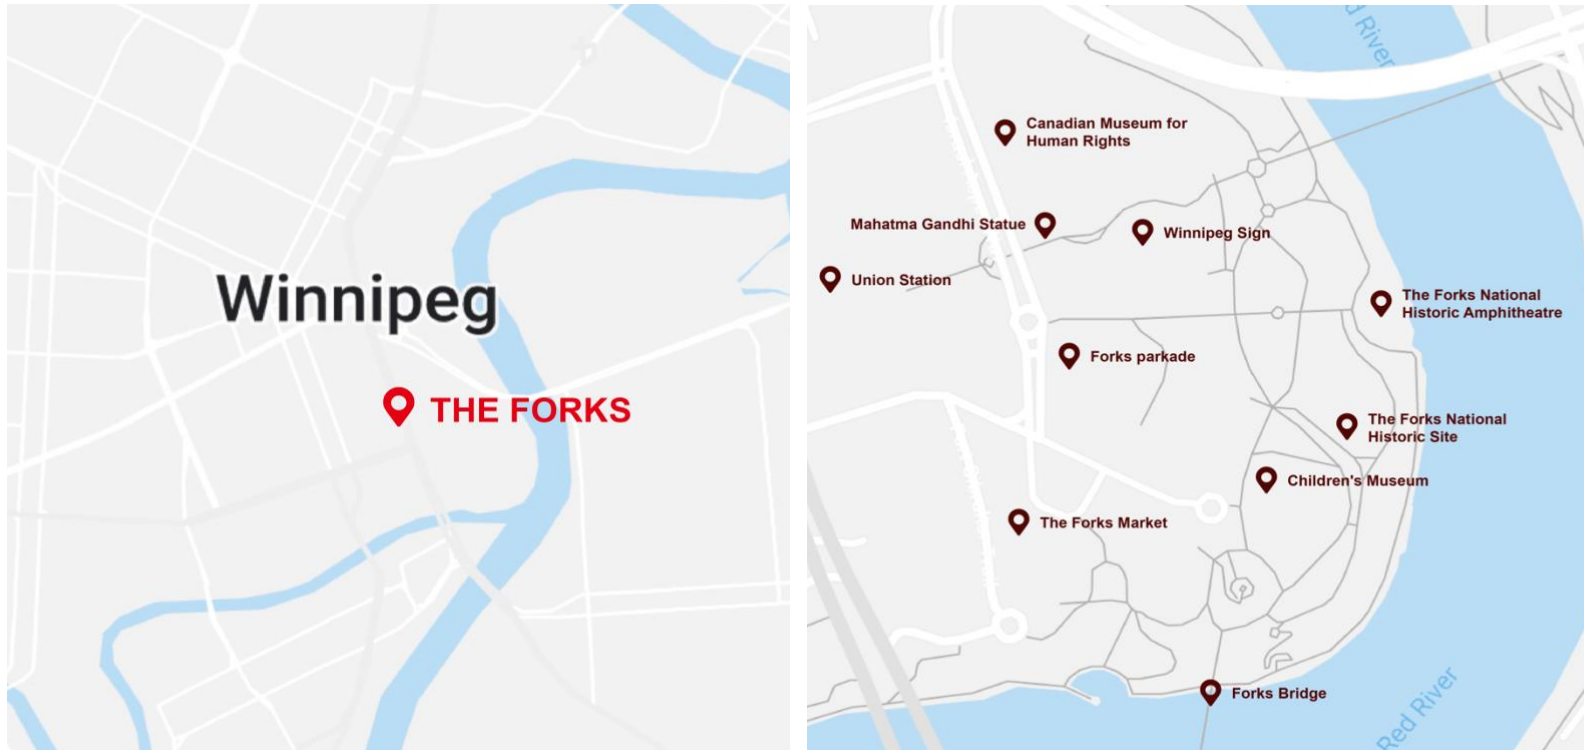 Winnipeg
THE FORKS
Red River
Canadian Museum for
Human Rights
Mahatma Gandhi Statue
Winnipeg Sign
Union Station
The Forks National
Historic Amphitheatre
Forks parkade
The Forks National
Historic Site
Children's Museum
The Forks Market
Forks Bridge
Red River